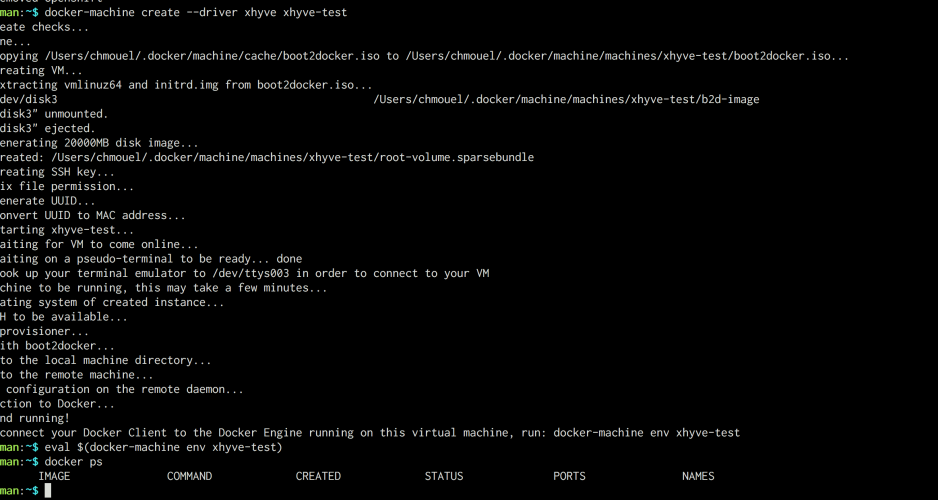 man:~$ docker-machine create --driver xhyve xhyve-test
eate checks...
ne...
opying /Users/chmouel/.docker/machine/cache/boot2docker.iso to /Users/chmouel/.docker/machine/machines/xhyve-test/boot2docker.iso...
reating VM...
xtracting vmlinuz64 and initrd.img from boot2docker.iso...
dev/disk3 /Users/chmouel/.docker/machine/machines/xhyve-test/b2d-image
disk3" unmounted.
disk3" ejected.
enerating 20000MB disk image...
reated: /Users/chmouel/.docker/machine/machines/xhyve-test/root-volume.sparsebundle
reating SSH key...
ix file permission...
enerate UUID...
onvert UUID to MAC address...
tarting xhyve-test...
aiting for VM to come online...
aiting on a pseudo-terminal to be ready... done
ook up your terminal emulator to /dev/ttys003 in order to connect to your VM
chine to be running, this may take a few minutes...
ating system of created instance...
H to be available...
provisioner...
ith boot2docker...
to the local machine directory...
to the remote machine...
configuration on the remote daemon...
ction to Docker...
nd running!
connect your Docker Client to the Docker Engine running on this virtual machine, run: docker-machine env xhyve-test
man:~$ eval $(docker-machine env xhyve-test)
man:~$ docker ps
IMAGE COMMAND CREATED STATUS PORTS NAMES
man:~$